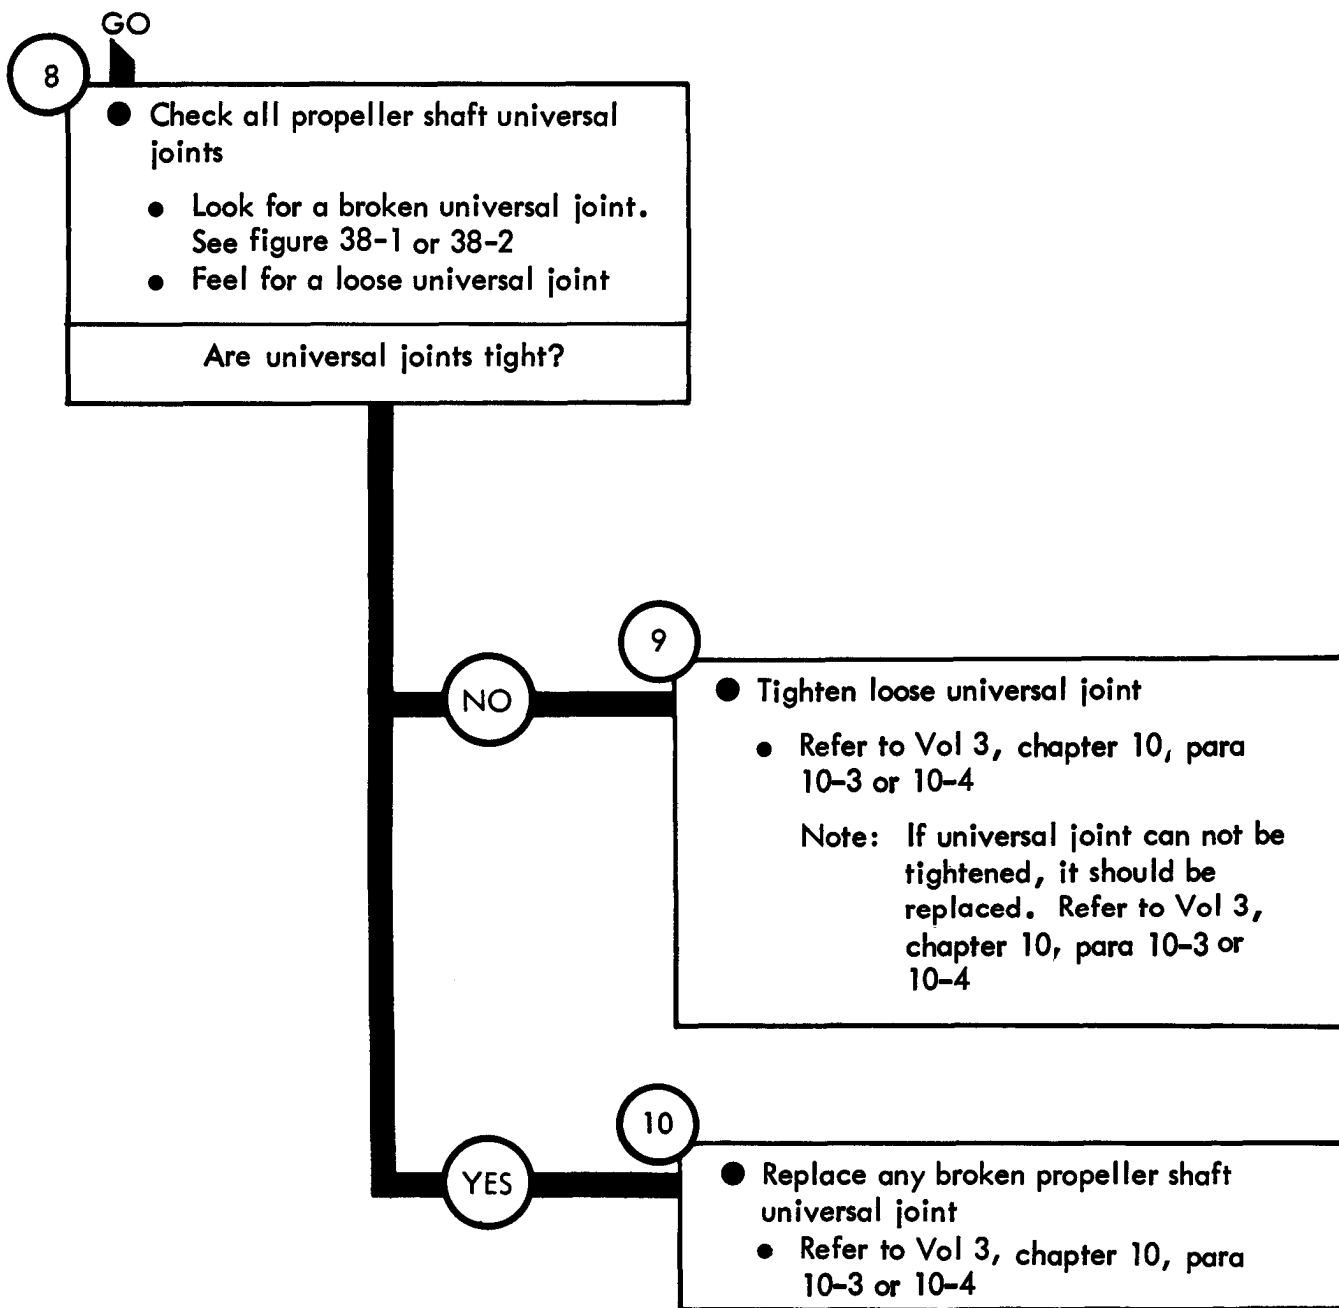 GO
8
● Check all propeller shaft universal
joints
● Look for a broken universal joint.
See figure 38-1 or 38-2
● Feel for a loose universal joint
Are universal joints tight?
NO
9
● Tighten loose universal joint
● Refer to Vol 3, chapter 10, para
10-3 or 10-4
Note: If universal joint can not be
tightened, it should be
replaced. Refer to Vol 3,
chapter 10, para 10-3 or
10-4
YES
10
● Replace any broken propeller shaft
universal joint
● Refer to Vol 3, chapter 10, para
10-3 or 10-4